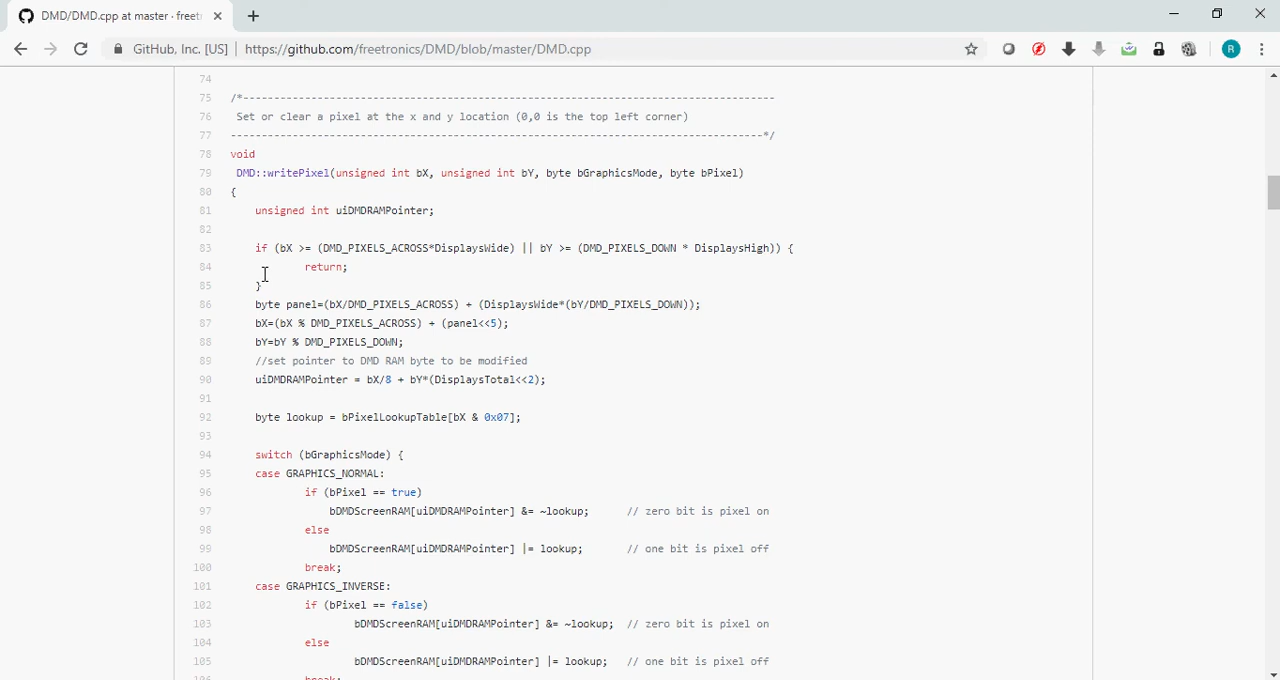 DMD/DMD.cpp at master · freetr
GitHub, Inc. [US] | https://github.com/freetronics/DMD/blob/master/DMD.cpp
R
74
75 /*--------------------------------------------------------------------------------------
76 Set or clear a pixel at the x and y location (0,0 is the top left corner)
77 --------------------------------------------------------------------------------------*/
78 void
79 DMD::writePixel(unsigned int bX, unsigned int bY, byte bGraphicsMode, byte bPixel)
80 {
81 unsigned int uiDMDRAMPointer;
82
83 if (bX >= (DMD_PIXELS_ACROSS*DisplaysWide) || bY >= (DMD_PIXELS_DOWN * DisplaysHigh)) {
84 return;
85 }
86 byte panel=(bX/DMD_PIXELS_ACROSS) + (DisplaysWide*(bY/DMD_PIXELS_DOWN));
87 bX=(bX % DMD_PIXELS_ACROSS) + (panel<<5);
88 bY=bY % DMD_PIXELS_DOWN;
89 //set pointer to DMD RAM byte to be modified
90 uiDMDRAMPointer = bX/8 + bY*(DisplaysTotal<<2);
91
92 byte lookup = bPixelLookupTable[bX & 0x07];
93
94 switch (bGraphicsMode) {
95 case GRAPHICS_NORMAL:
96 if (bPixel == true)
97 bDMDScreenRAM[uiDMDRAMPointer] &= ~lookup; // zero bit is pixel on
98 else
99 bDMDScreenRAM[uiDMDRAMPointer] |= lookup; // one bit is pixel off
100 break;
101 case GRAPHICS_INVERSE:
102 if (bPixel == false)
103 bDMDScreenRAM[uiDMDRAMPointer] &= ~lookup; // zero bit is pixel on
104 else
105 bDMDScreenRAM[uiDMDRAMPointer] |= lookup; // one bit is pixel off
106 break;